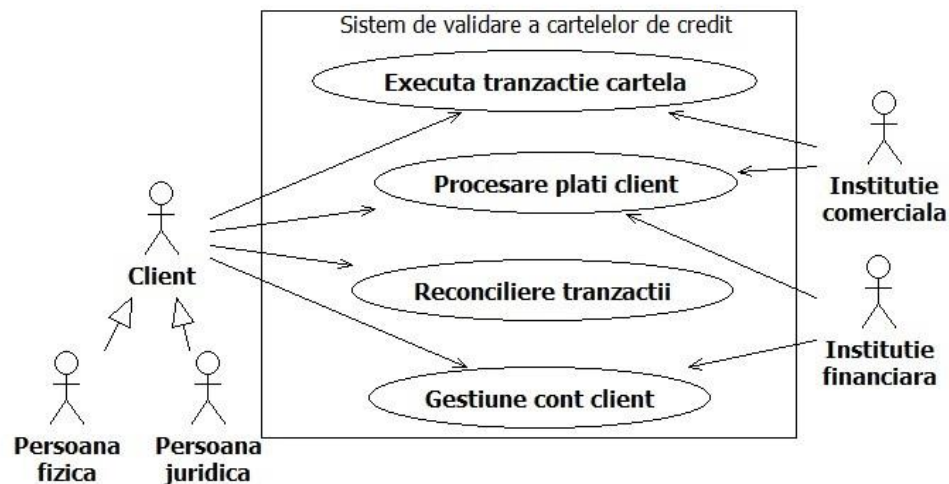 Sistem de validare a cartelelor de credit
Executa tranzactie cartela
Procesare plati client
Reconciliere tranzactii
Gestiune cont client
Client
Persoana
fizica
Persoana
juridica
Institutie
comerciala
Institutie
financiara